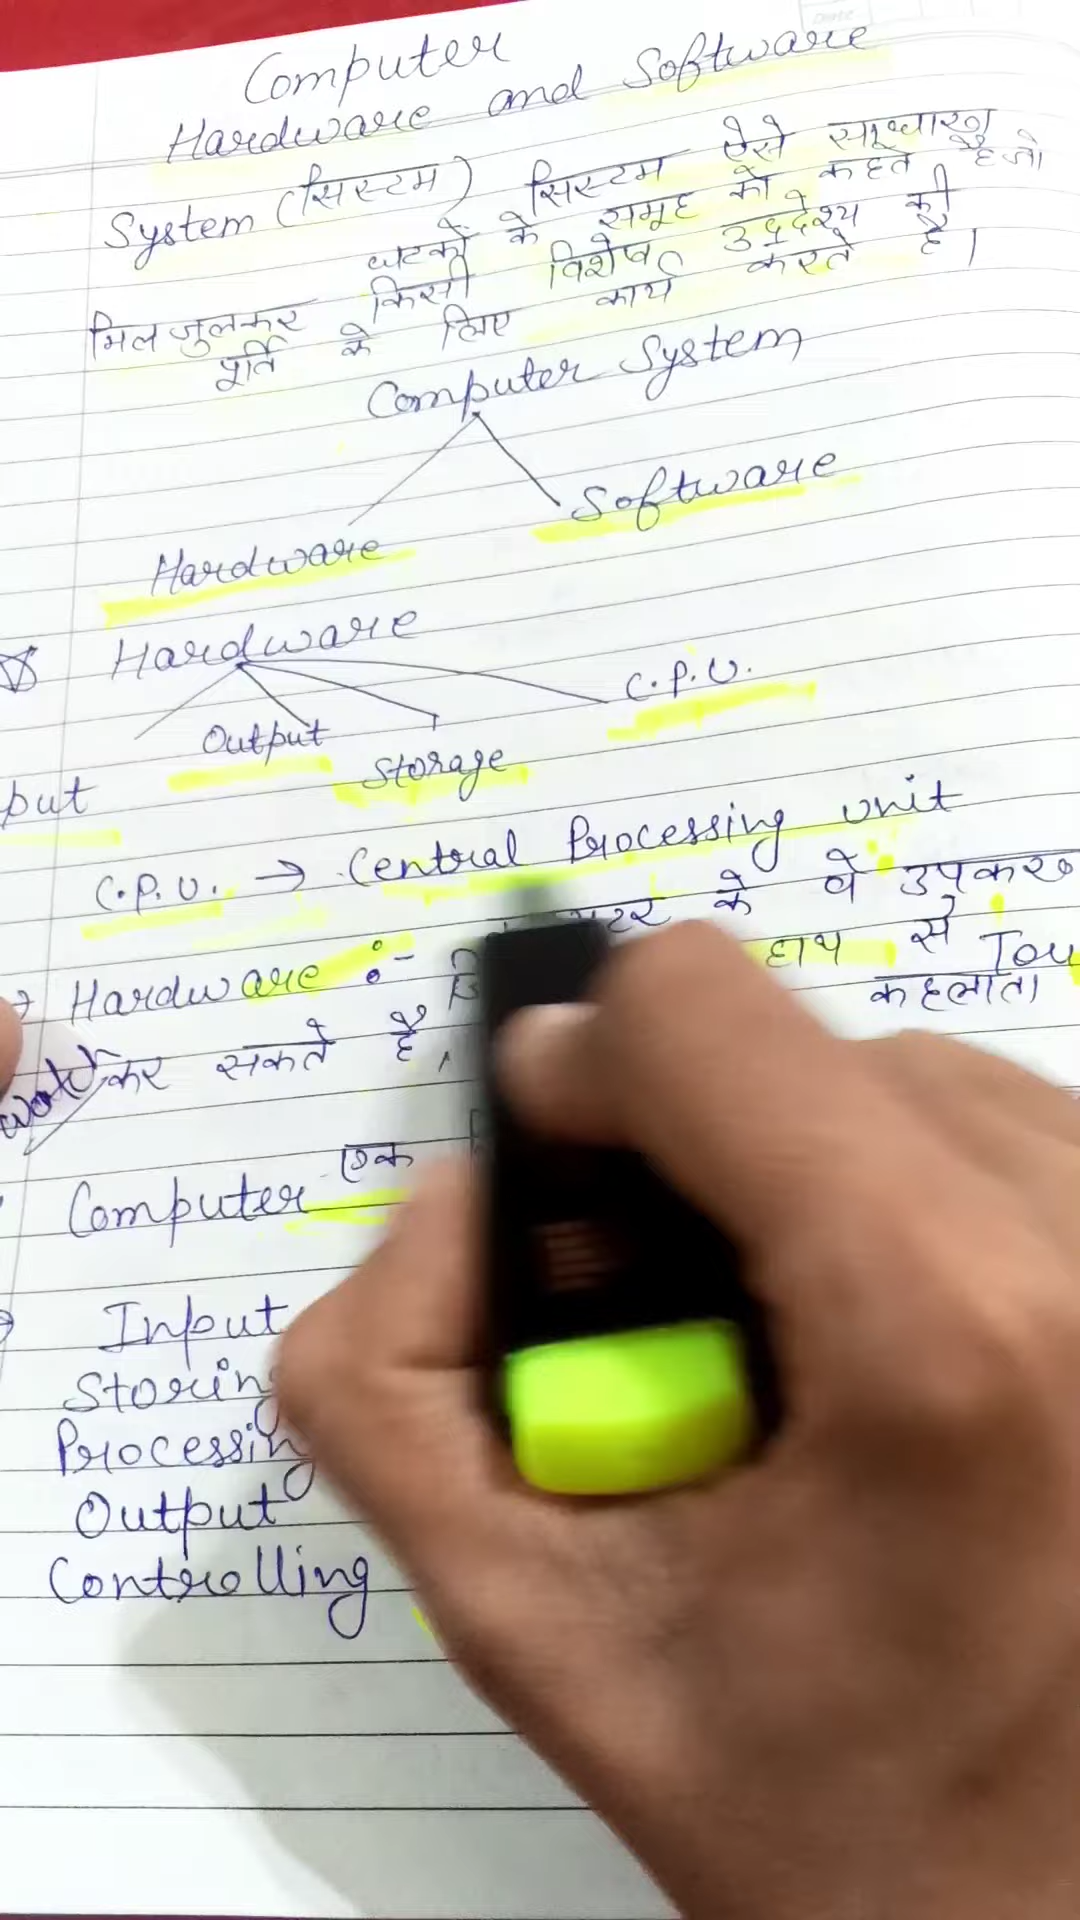 Computer
Hardware and Software
System (सिस्टम) सिस्टम ऐसे साधारण
घटकों के समूह को कहते है जो
मिलजुलकर किसी विशेष उद्देश्य की
पूर्ति के लिए कार्य करते है।
Computer System
Hardware Software
Hardware
put Output Storage C.P.U.
C.P.U. → Central Processing unit
→ Hardware :- के वे उपकरण
हाथ से Tou
कर सकते है, कहलाता
Computer एक
Input
Storing
Processin
Output
Controlling